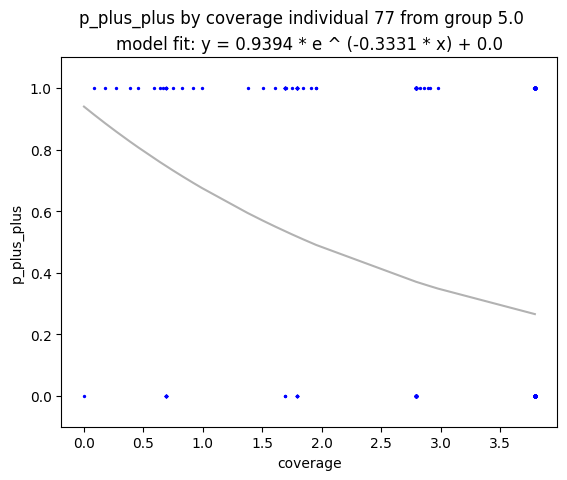 p_plus_plus by coverage individual 77 from group 5.0
model fit: y = 0.9394 * e ^ (-0.3331 * x) + 0.0
1.0
0.8
0.6
0.4
0.2
0.0
p_plus_plus
0.0 0.5 1.0 1.5 2.0 2.5 3.0 3.5
coverage